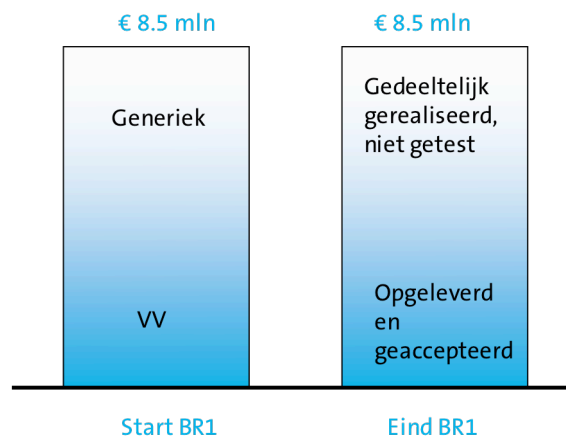 € 8.5 mln
€ 8.5 mln
Generiek
VV
Gedeeltelijk
gerealiseerd,
niet getest
Opgeleverd
en
geaccepteerd
Start BR1
Eind BR1